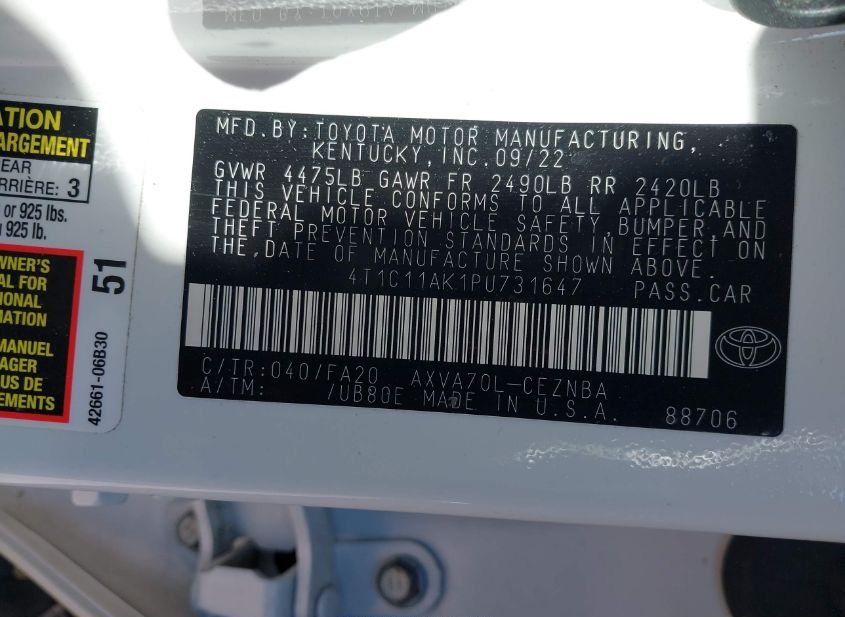 ATION
ARGEMENT
EAR
ARRIÈRE: 3
or 925 lbs.
925 lb.
WNER'S
AL FOR
IONAL
MATION
MANUEL
AGER
US DE
EMENTS
51
42661-06B30
MFD.BY:TOYOTA MOTOR MANUFACTURING,
KENTUCKY,INC.09/22
GVWR 4475LB GAWR FR 2490LB RR 2420LB
THIS VEHICLE CONFORMS TO ALL APPLICABLE
FEDERAL MOTOR VEHICLE SAFETY,BUMPER,AND
THEFT PREVENTION STANDARDS IN EFFECT ON
THE,DATE OF MANUFACTURE SHOWN ABOVE.
4T1C11AK1PU731647 PASS.CAR
C/TR:040/FA20 AXVA70L-CEZNBA
A/TM: /UB80E MADE IN U.S.A.
88706